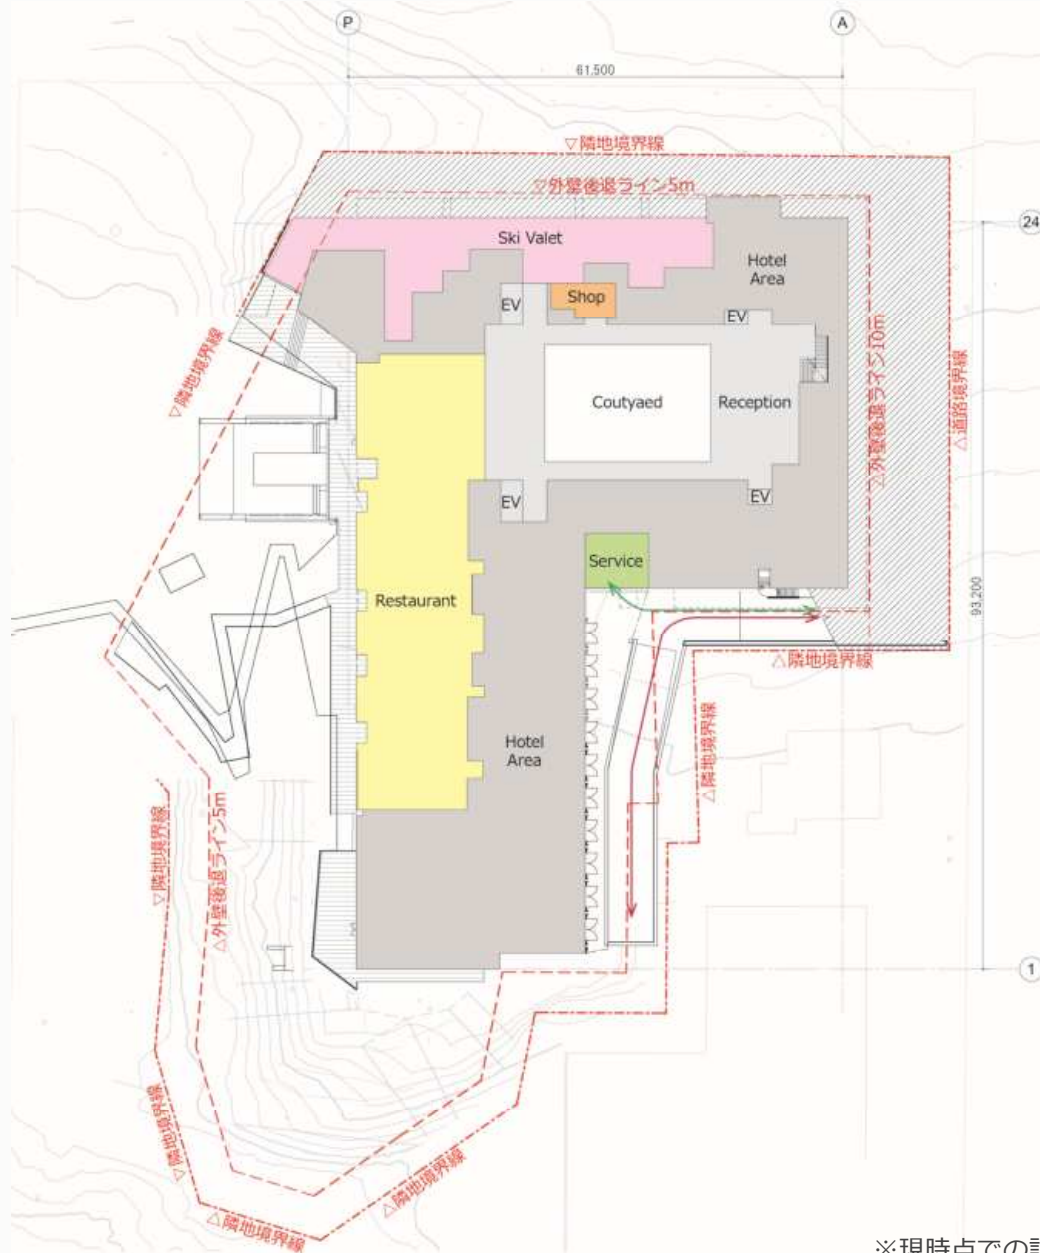 P
A
61,500
▽隣地境界線
▽外壁後退ライン5m
24
Ski Valet
Hotel
Area
EV
Shop
EV
△外壁後退ライン10m
▽隣地境界線
△道路境界線
Coutyaed
Reception
EV
EV
Service
Restaurant
93,200
△隣地境界線
△隣地境界線
Hotel
Area
▽隣地境界線
△外壁後退ライン5m
1
▽隣地境界線
△隣地境界線
△隣地境界線
※現時点での